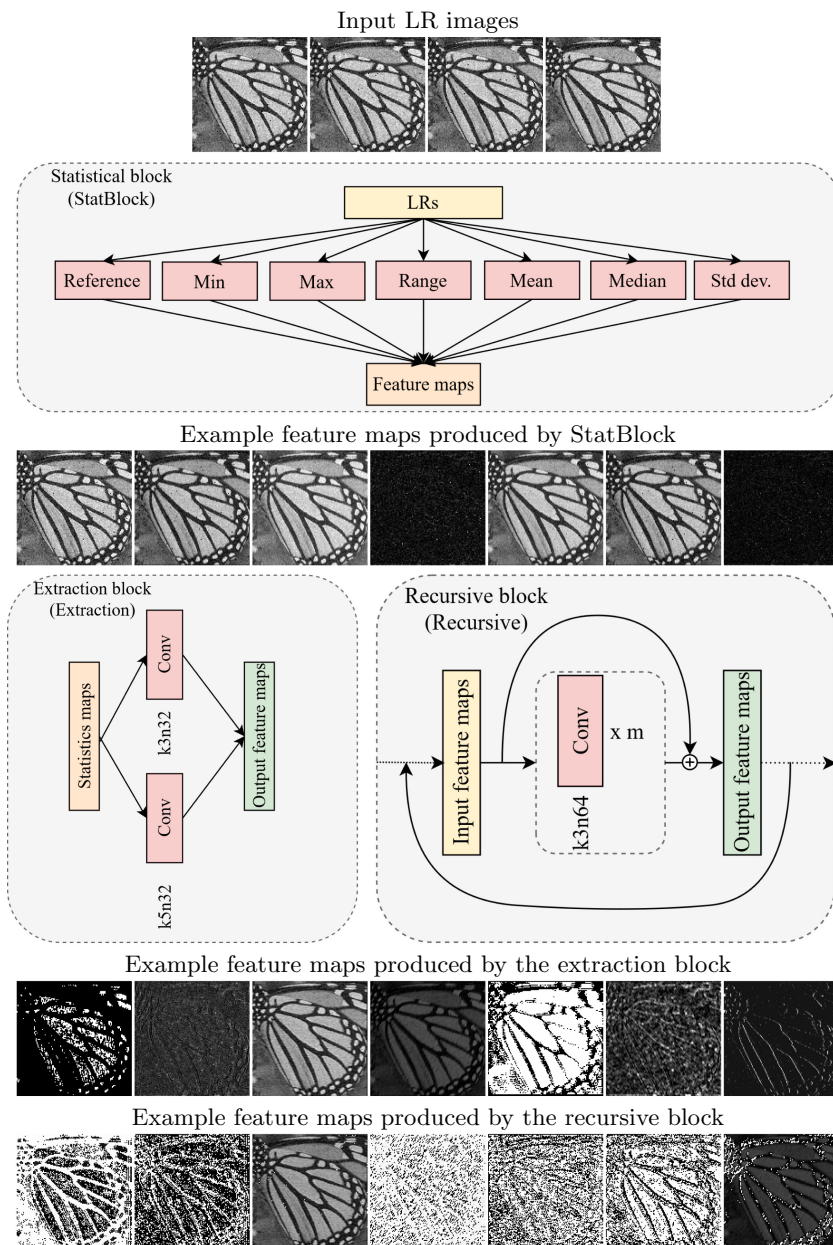 Input LR images
Statistical block
(StatBlock)
LRs
Reference
Min
Max
Range
Mean
Median
Std dev.
Feature maps
Example feature maps produced by StatBlock
Extraction block
(Extraction)
Statistics maps
Conv
k3n32
Conv
k5n32
Output feature maps
Recursive block
(Recursive)
Input feature maps
Conv
x m
k3n64
Output feature maps
Example feature maps produced by the extraction block
Example feature maps produced by the recursive block